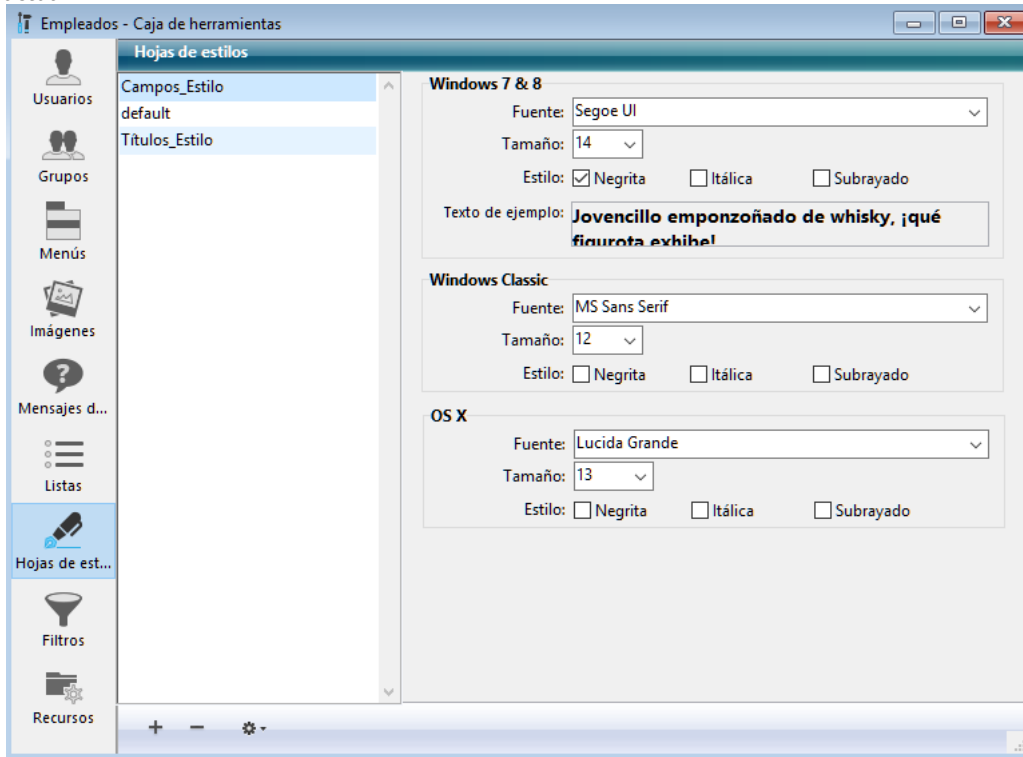 Empleados - Caja de herramientas
Hojas de estilos
Usuarios
Grupos
Menús
Imágenes
Mensajes d...
Listas
Hojas de est...
Filtros
Recursos
Campos_Estilo
default
Títulos_Estilo
Windows 7 & 8
Fuente: Segoe UI
Tamaño: 14
Estilo: Negrita Itálica Subrayado
Texto de ejemplo: Jovencillo emponzoñado de whisky, ¡qué
figurota exhibe!
Windows Classic
Fuente: MS Sans Serif
Tamaño: 12
Estilo: Negrita Itálica Subrayado
OS X
Fuente: Lucida Grande
Tamaño: 13
Estilo: Negrita Itálica Subrayado